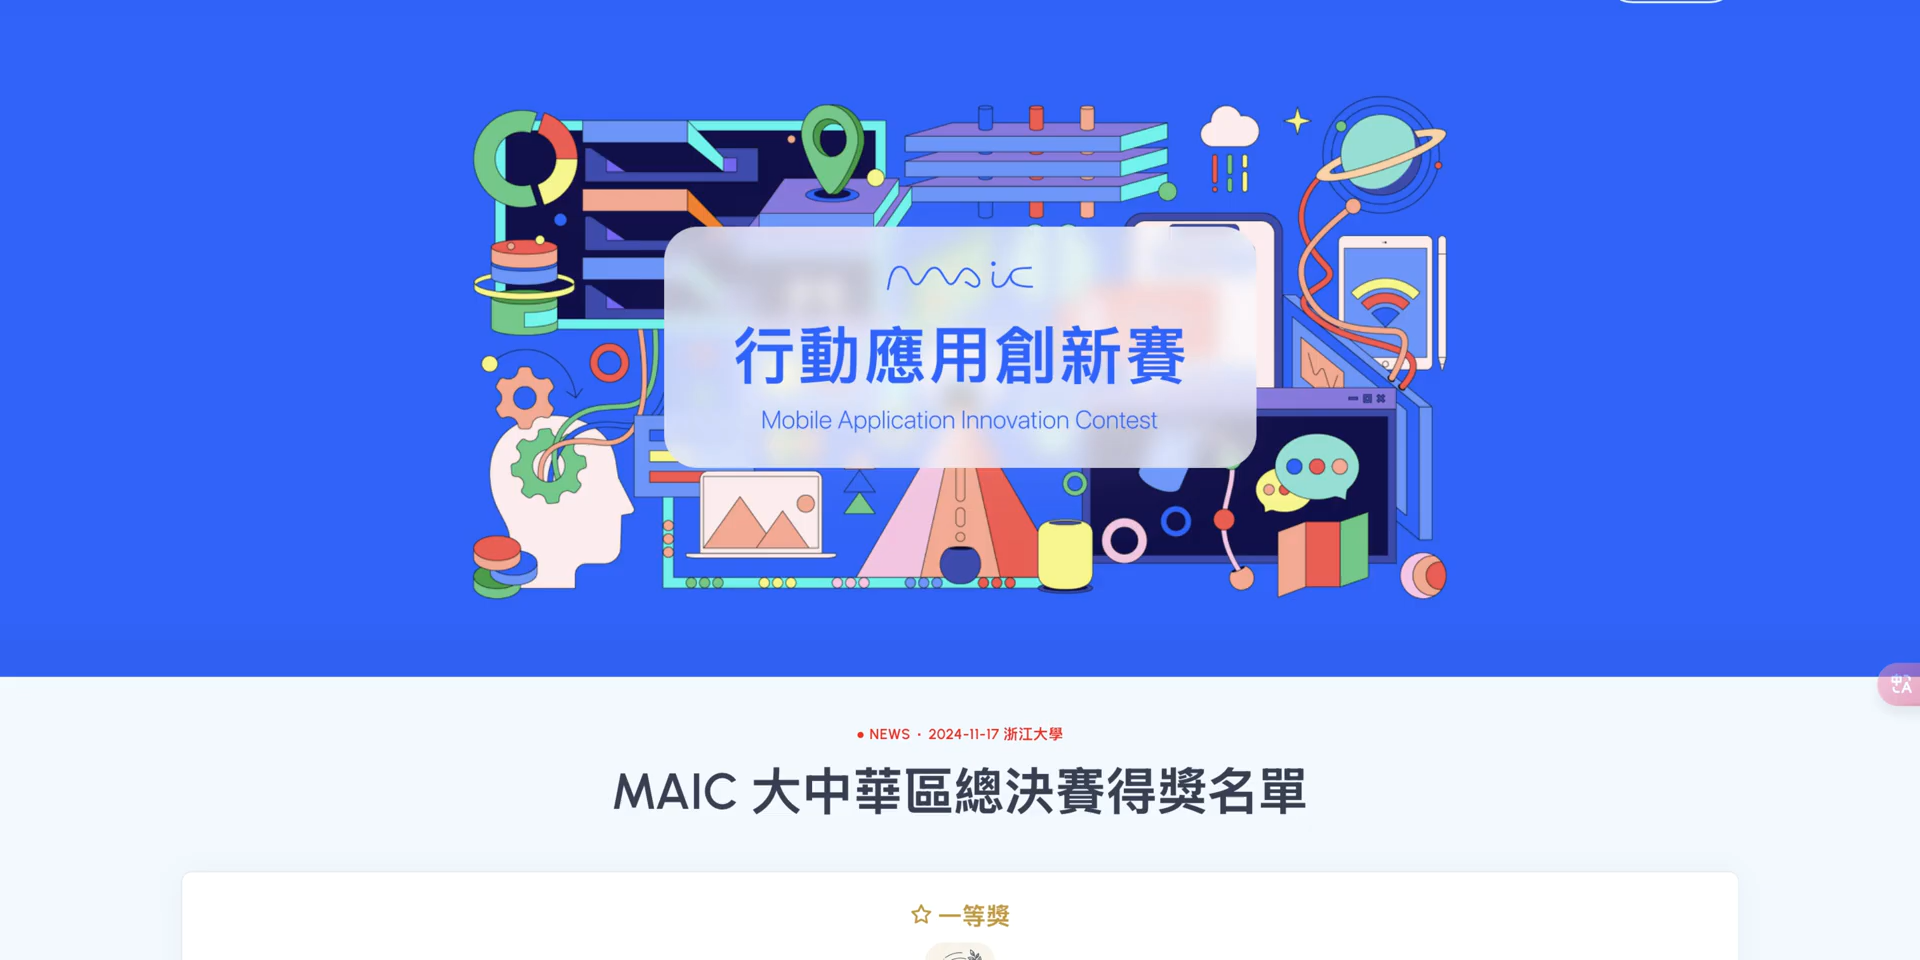 maic
行動應用創新賽
Mobile Application Innovation Contest
• NEWS · 2024-11-17 浙江大學
MAIC 大中華區總決賽得獎名單
一等獎
中
A